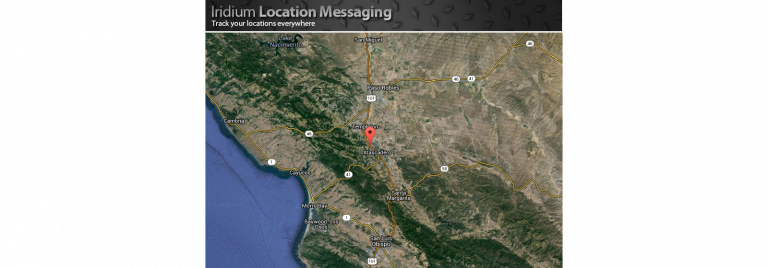 Iridium Location Messaging
Track your locations everywhere
Lake
Nacimiento
San Miguel
46
46
41
Paso Robles
101
Cambria
46
Atascadero
1
Cayucos
41
58
Santa
Margarita
Morro Bay
1
Baywood-Los
Osos
San Luis
Obispo
101